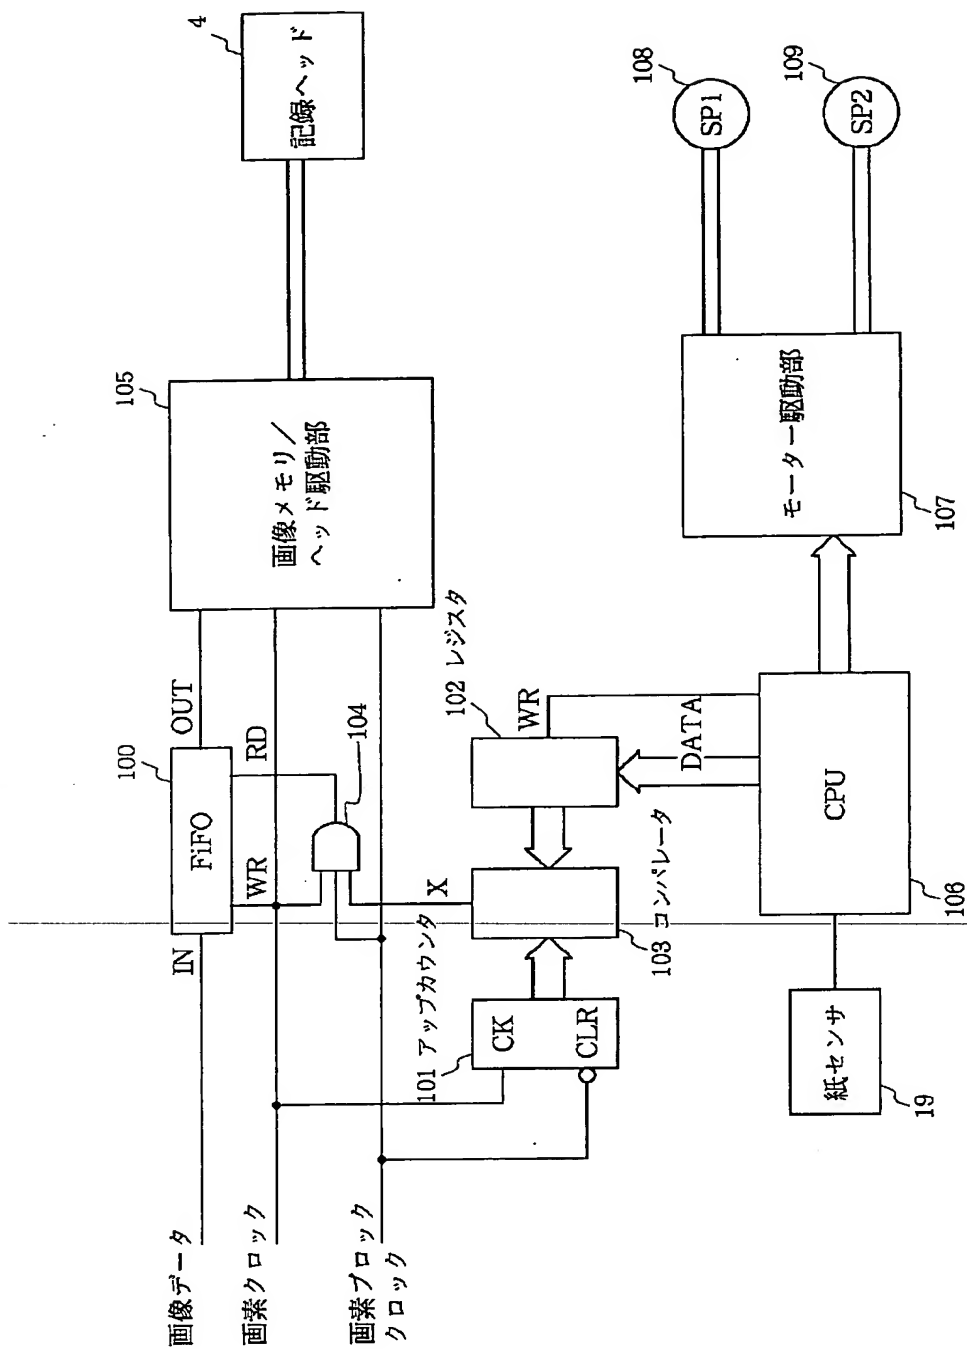 画像データ
画素クロック
画素ブロック
クロック
IN
100
FiFO
OUT
WR
RD
104
105
画像メモリ/
ヘッド駆動部
4
記録ヘッド
101 アップカウンタ
CK
CLR
X
103 コンパレータ
102 レジスタ
WR
DATA
紙センサ
19
CPU
106
モーター駆動部
107
108
SP1
109
SP2